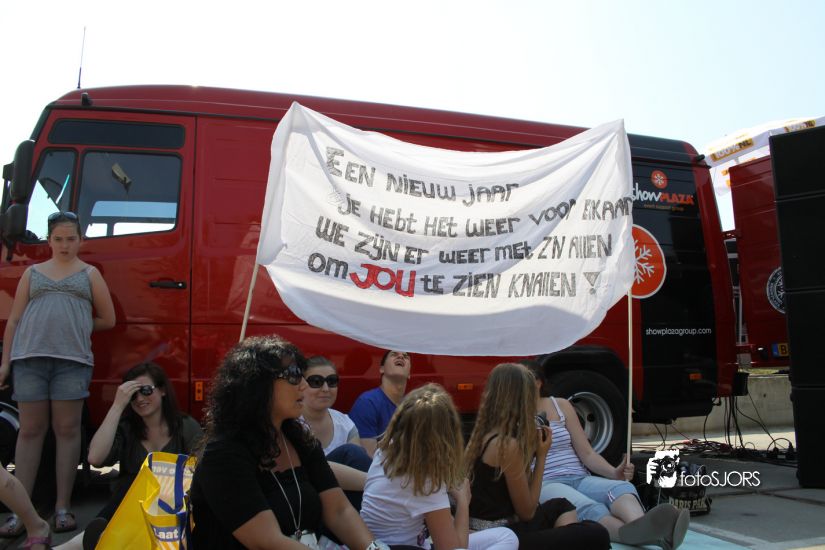 EEN NIEUW JAAR
JE HEBT HET WEER VOOR ELKAAR
WE ZIJN ER WEER MET Z'N ALLEN
OM JOU TE ZIEN KNALLEN !
showPLAZA
showplazagroup.com
fotoSJORS